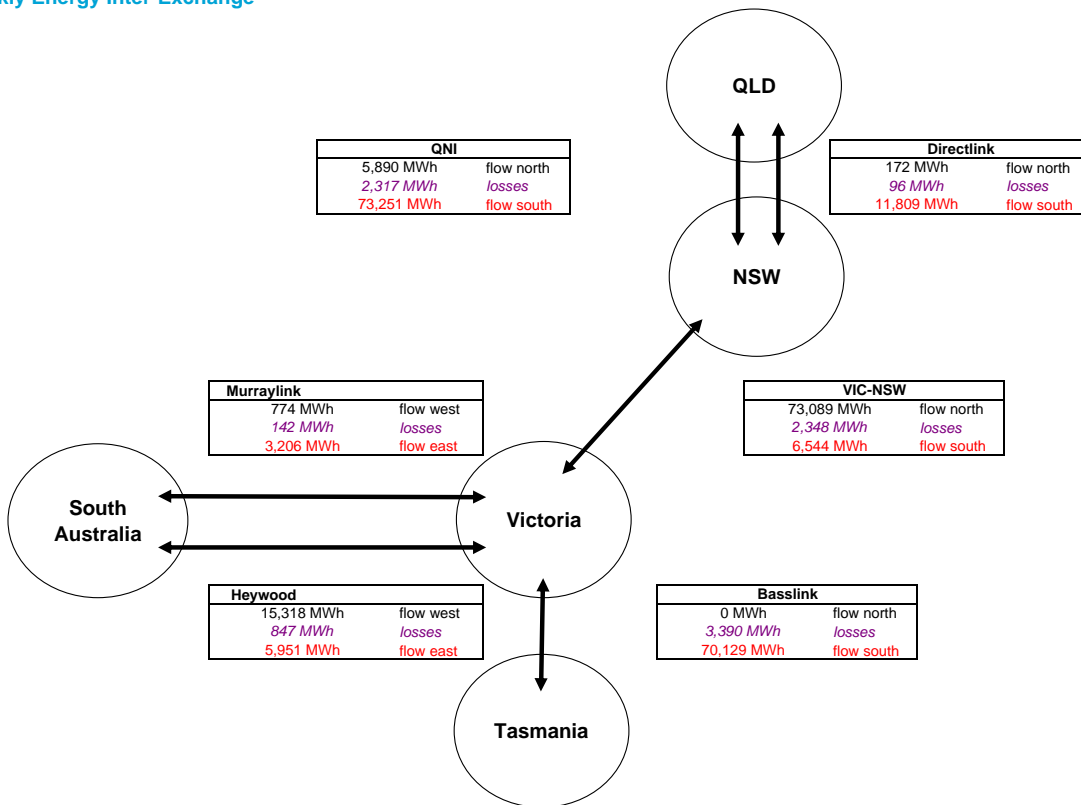 Energy Inter-Exchange
QLD
QNI
5,890 MWh flow north
2,317 MWh losses
73,251 MWh flow south
Directlink
172 MWh flow north
96 MWh losses
11,809 MWh flow south
NSW
Murraylink
774 MWh flow west
142 MWh losses
3,206 MWh flow east
VIC-NSW
73,089 MWh flow north
2,348 MWh losses
6,544 MWh flow south
South
Australia
Victoria
Heywood
15,318 MWh flow west
847 MWh losses
5,951 MWh flow east
Basslink
0 MWh flow north
3,390 MWh losses
70,129 MWh flow south
Tasmania